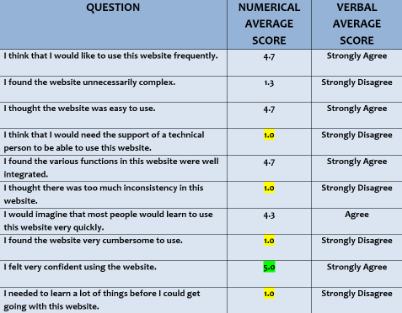 QUESTION NUMERICAL AVERAGE SCORE VERBAL AVERAGE SCORE
I think that I would like to use this website frequently. 4.7 Strongly Agree
I found the website unnecessarily complex. 1.3 Strongly Disagree
I thought the website was easy to use. 4.7 Strongly Agree
I think that I would need the support of a technical 1.0 Strongly Disagree
person to be able to use this website.
I found the various functions in this website were well 4.7 Strongly Agree
integrated.
I thought there was too much inconsistency in this 1.0 Strongly Disagree
website.
I would imagine that most people would learn to use 4.3 Agree
this website very quickly.
I found the website very cumbersome to use. 1.0 Strongly Disagree
I felt very confident using the website. 5.0 Strongly Agree
I needed to learn a lot of things before I could get 1.0 Strongly Disagree
going with this website.